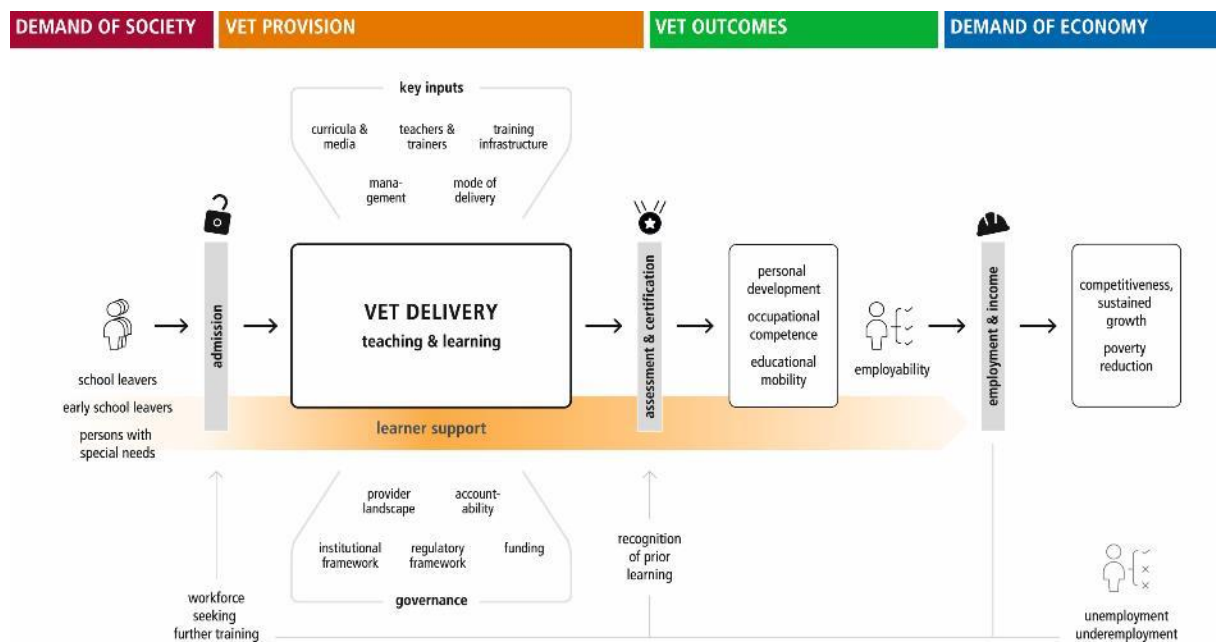 DEMAND OF SOCIETY
VET PROVISION
VET OUTCOMES
DEMAND OF ECONOMY
key inputs
curricula &
media
teachers &
trainers
training
infrastructure
mana-
gement
mode of
delivery
school leavers
early school leavers
persons with
special needs
admission
VET DELIVERY
teaching & learning
learner support
assessment & certification
personal
development
occupational
competence
educational
mobility
employability
employment & income
competitiveness,
sustained
growth
poverty
reduction
provider
landscape
account-
ability
institutional
framework
regulatory
framework
funding
governance
workforce
seeking
further training
recognition
of prior
learning
unemployment
underemployment